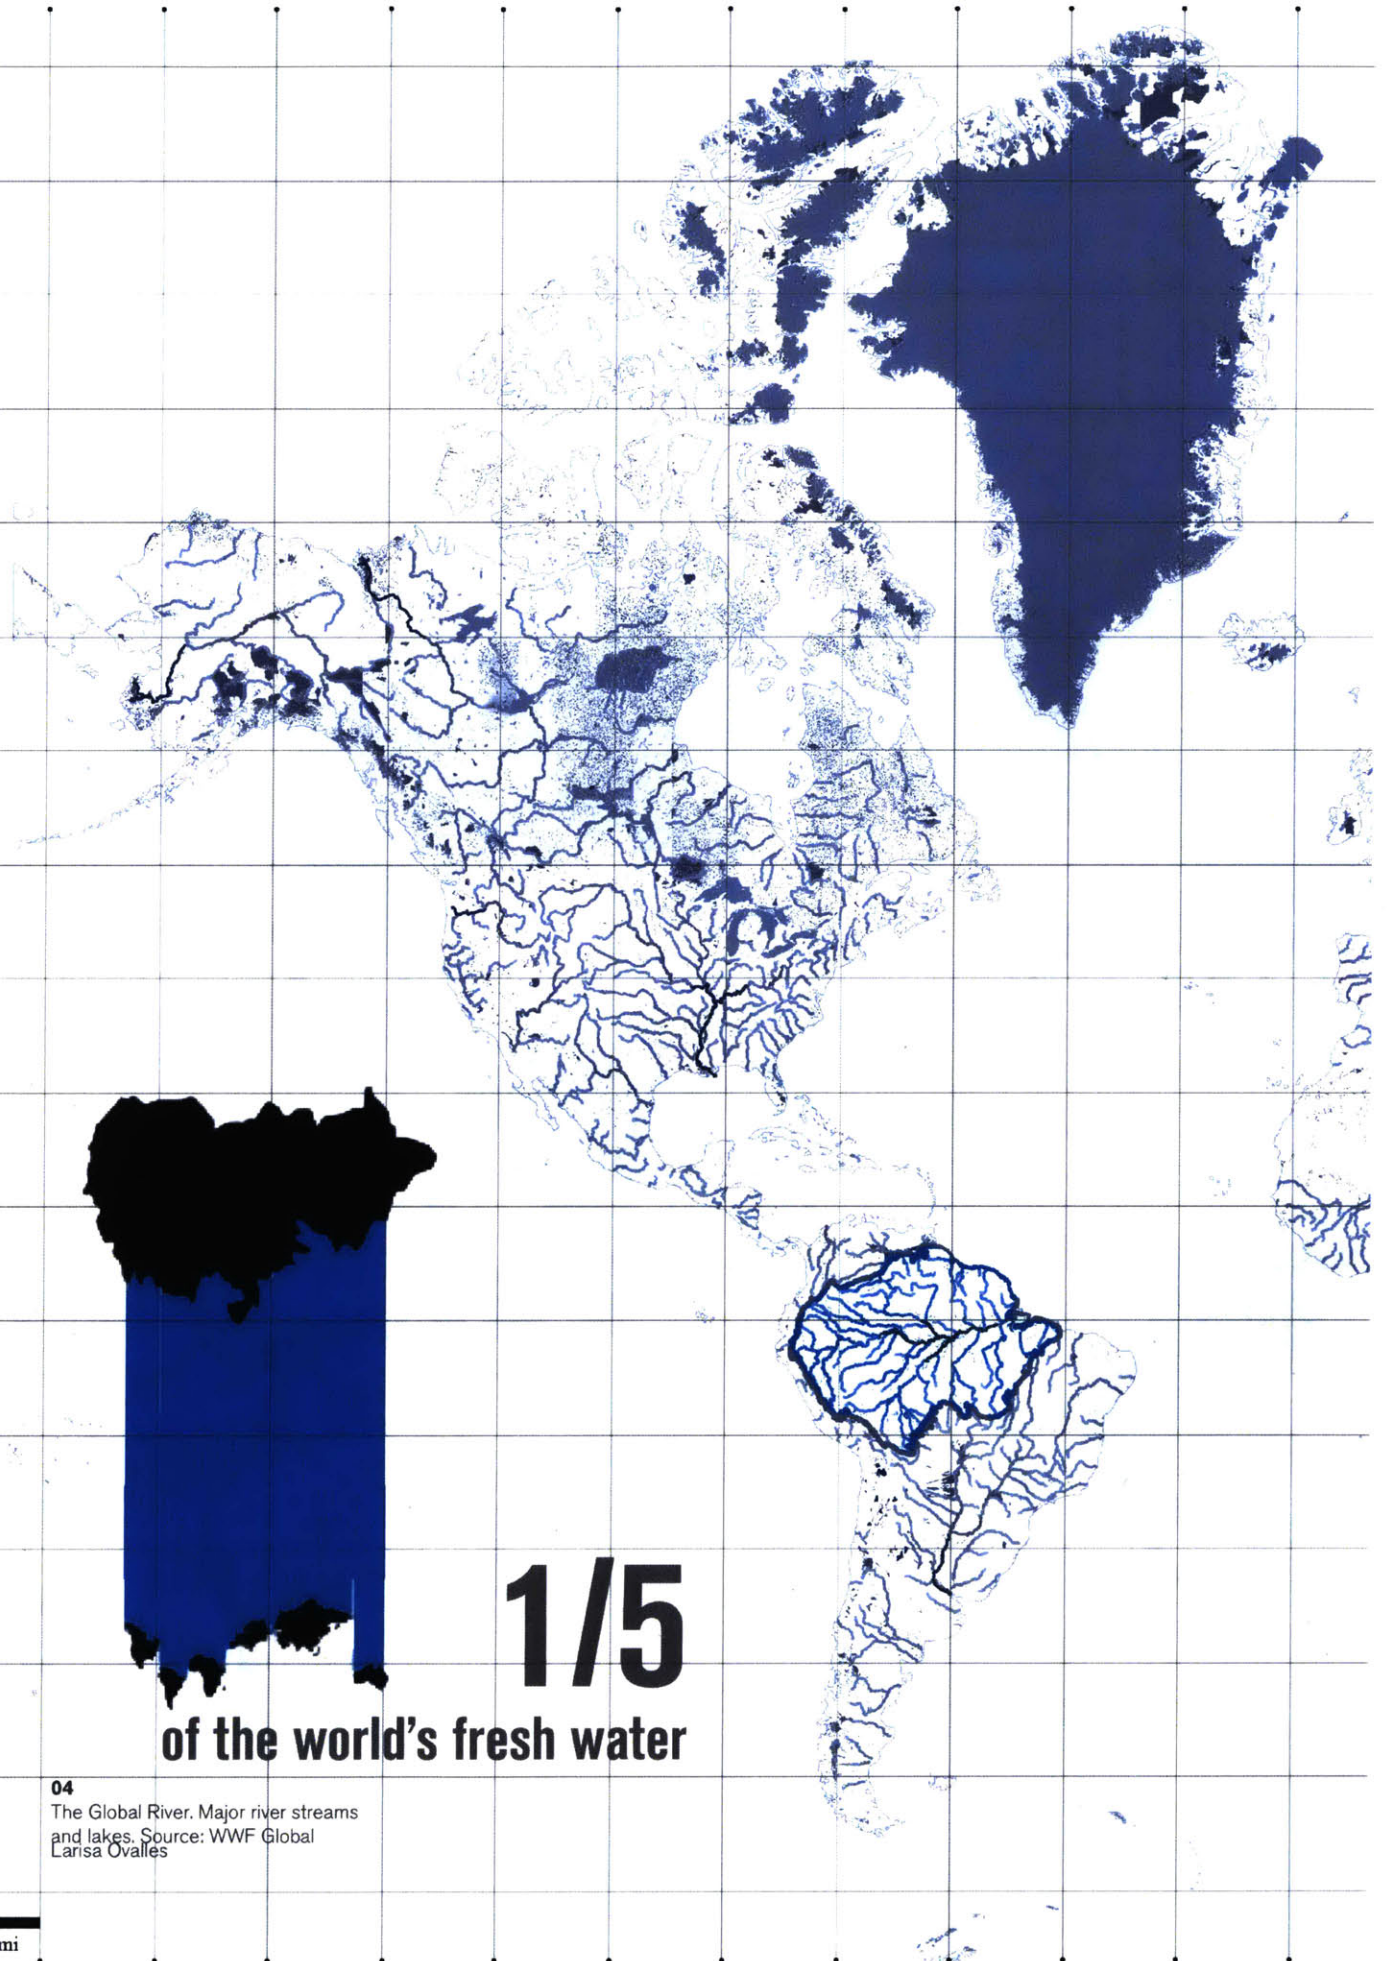 1/5
of the world's fresh water
04
The Global River. Major river streams
and lakes. Source: WWF Global
Larisa Ovalles
mi